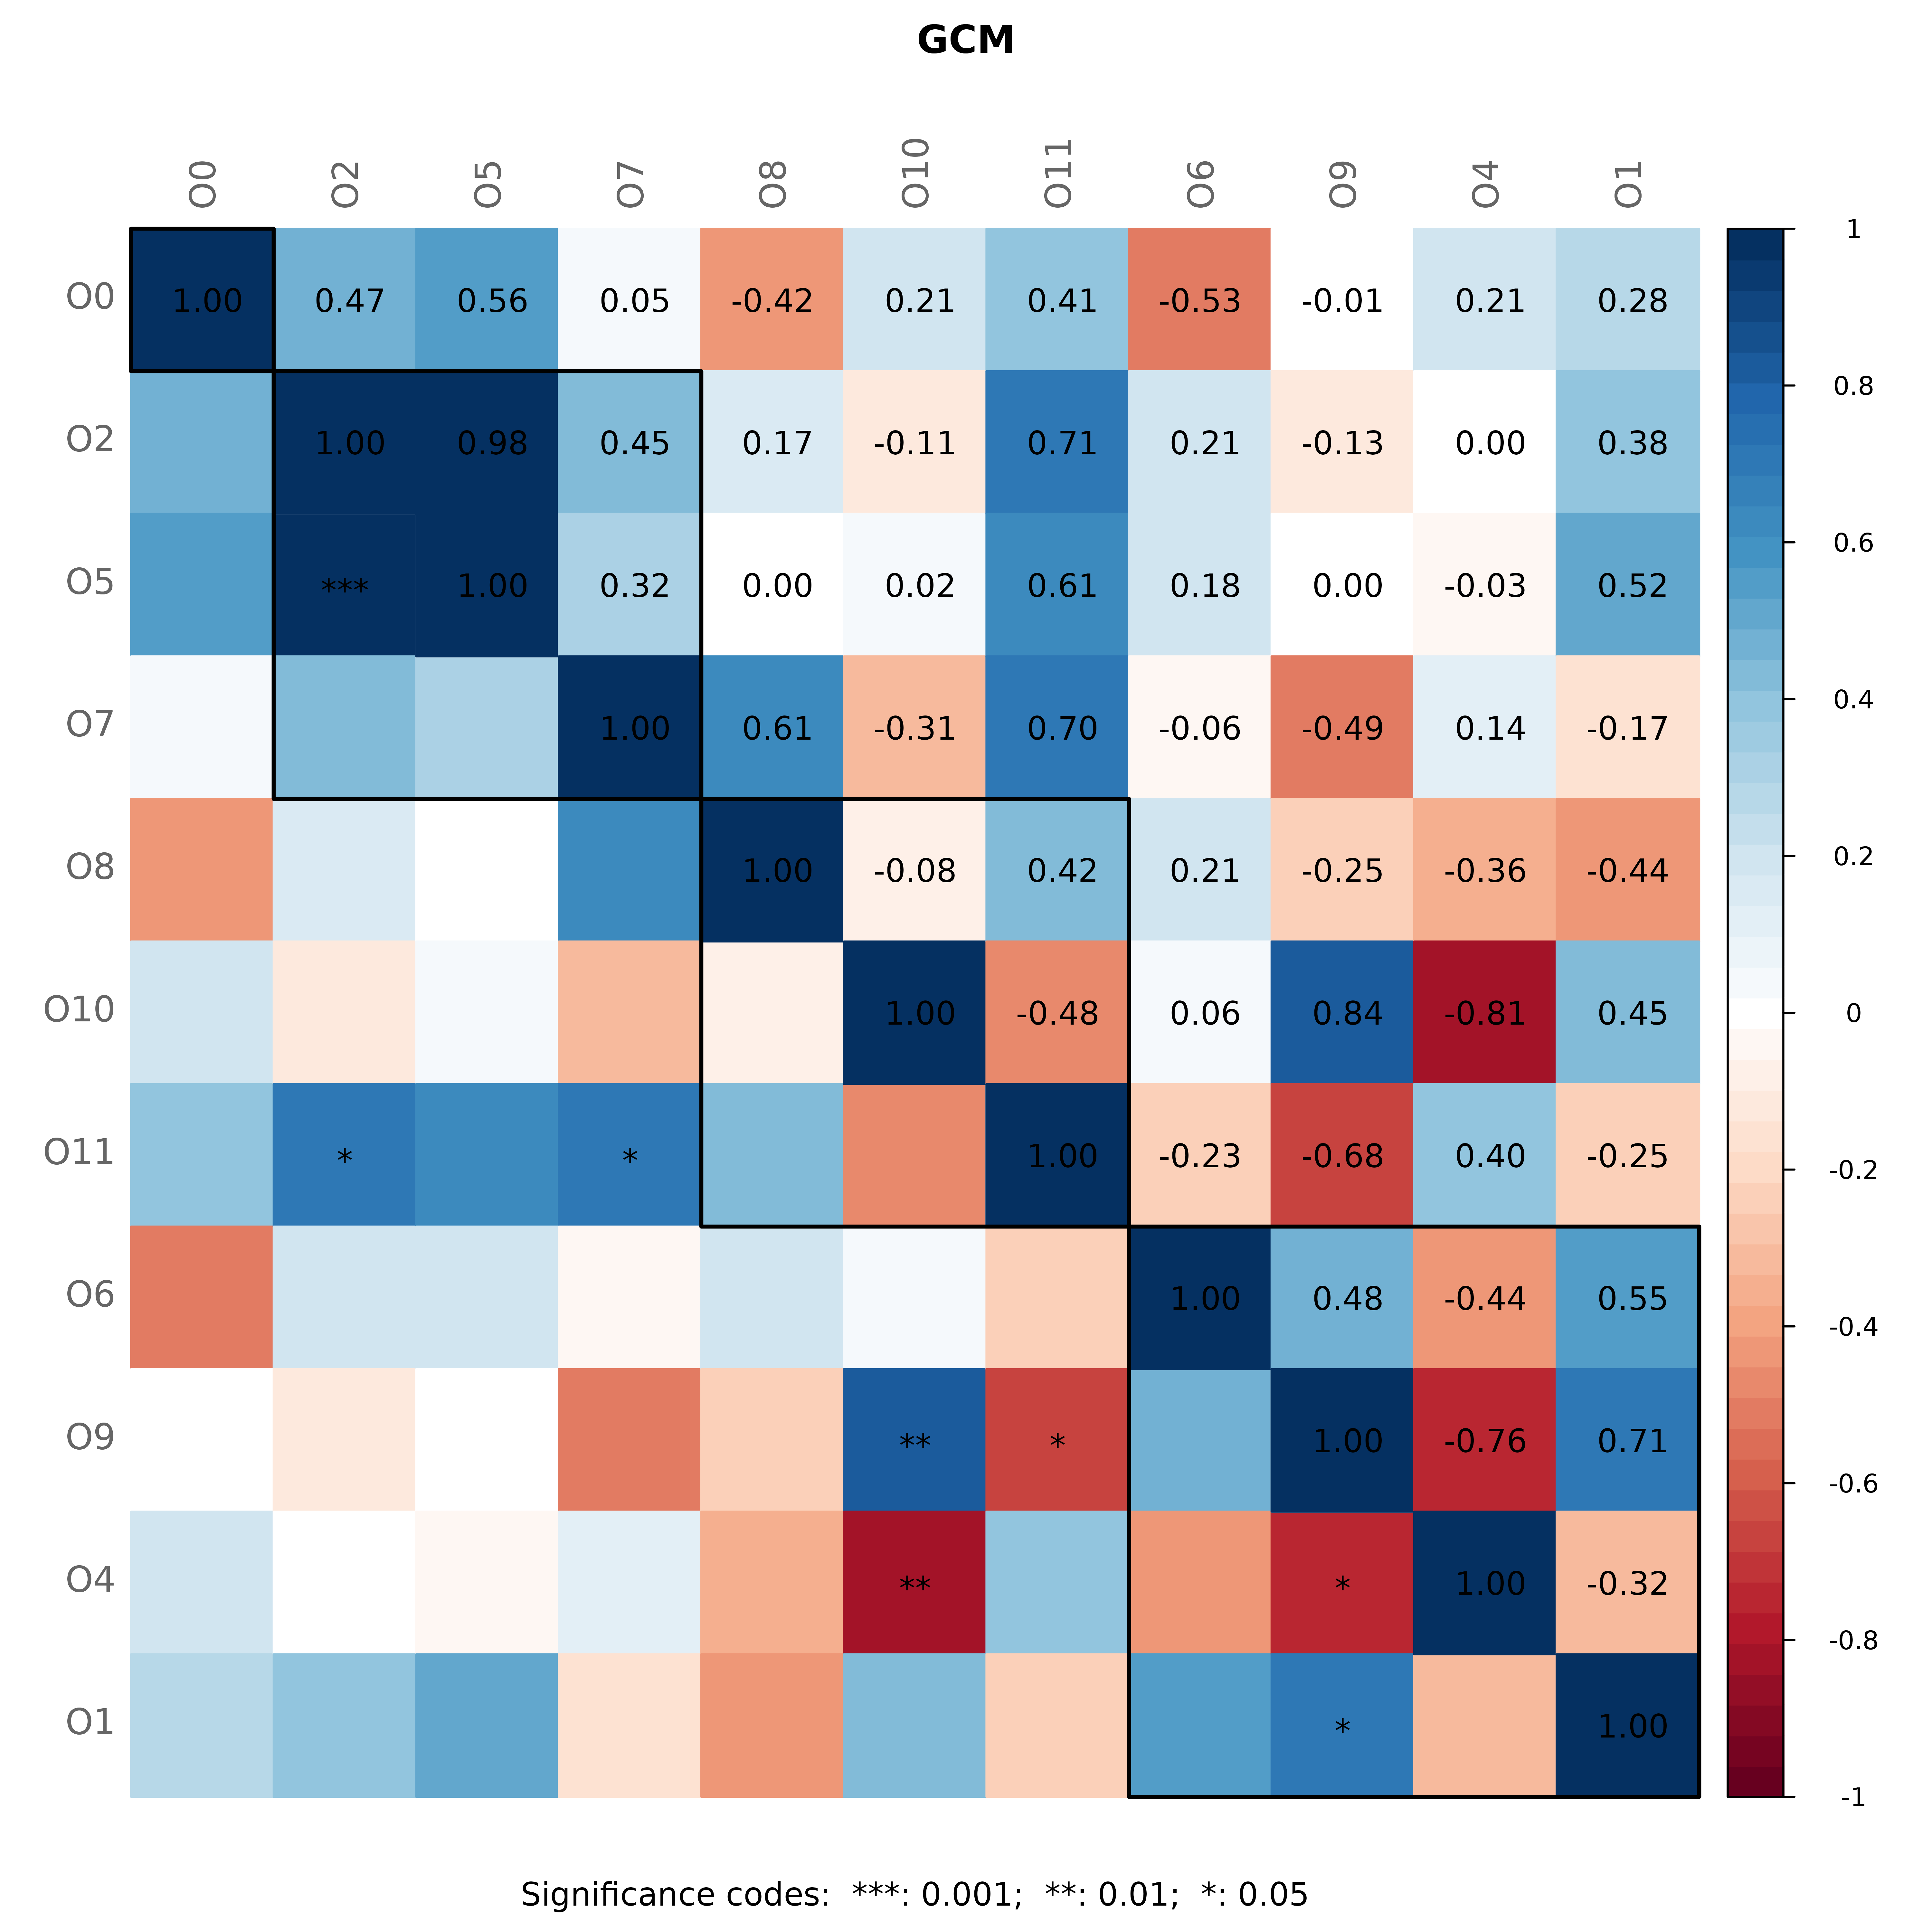 GCM
O0 O2 O5 O7 O8 O10 O11 O6 O9 O4 O1
1
O0 1.00 0.47 0.56 0.05 -0.42 0.21 0.41 -0.53 -0.01 0.21 0.28
0.8
O2 1.00 0.98 0.45 0.17 -0.11 0.71 0.21 -0.13 0.00 0.38
0.6
O5 *** 1.00 0.32 0.00 0.02 0.61 0.18 0.00 -0.03 0.52
0.4
O7 1.00 0.61 -0.31 0.70 -0.06 -0.49 0.14 -0.17
0.2
O8 1.00 -0.08 0.42 0.21 -0.25 -0.36 -0.44
0
O10 1.00 -0.48 0.06 0.84 -0.81 0.45
O11 * * 1.00 -0.23 -0.68 0.40 -0.25
-0.2
O6 1.00 0.48 -0.44 0.55
-0.4
O9 ** * 1.00 -0.76 0.71
-0.6
O4 ** * 1.00 -0.32
-0.8
O1 * 1.00
-1
Significance codes: ***: 0.001; **: 0.01; *: 0.05